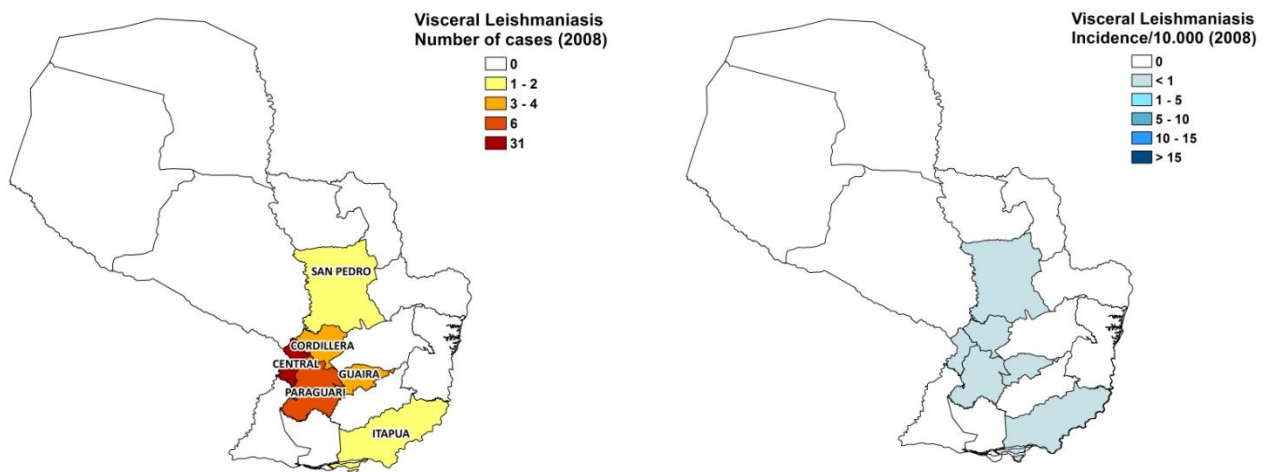 Visceral Leishmaniasis
Number of cases (2008)
0
1 - 2
3 - 4
6
31
SAN PEDRO
CORDILLERA
CENTRAL
GUAIRA
PARAGUARI
ITAPUA
Visceral Leishmaniasis
Incidence/10.000 (2008)
0
< 1
1 - 5
5 - 10
10 - 15
> 15